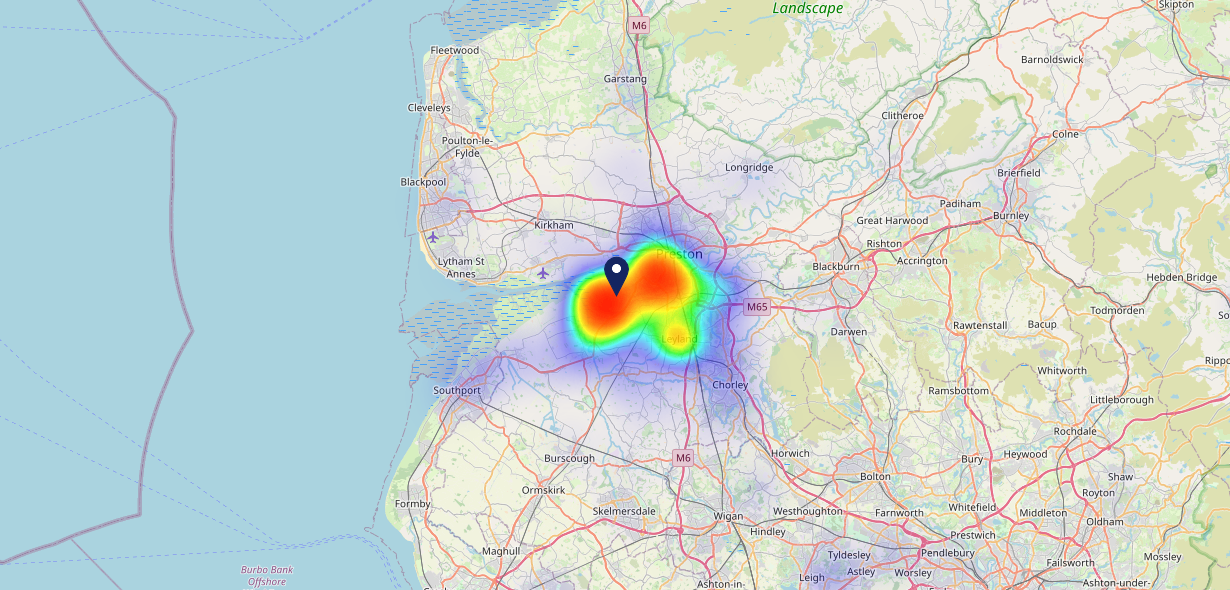 Landscape
Skipton
M6
Fleetwood
Barnoldswick
Garstang
Cleveleys
Clitheroe
Colne
Poulton-le-
Fylde
Longridge
Brierfield
Blackpool
Padiham
Burnley
Great Harwood
Kirkham
Rishton
Preston
Accrington
Lytham St
Annes
Blackburn
Hebden Bridge
M65
Todmorden
So
Rawtenstall
Bacup
Darwen
Leyland
Ripp
Whitworth
Chorley
Southport
Ramsbottom
Littleborough
Rochdale
Horwich
Burscough
M6
Bury
Heywood
Bolton
Shaw
Ormskirk
Royton
Formby
Skelmersdale
Wigan
Westhoughton
Farnworth
Whitefield
Middleton
Oldham
Hindley
Prestwich
Maghull
Tyldesley
Pendlebury
Mossley
Failsworth
Burbo Bank
Offshore
Astley
Worsley
Leigh
Ashton-in-
Ashton-under-